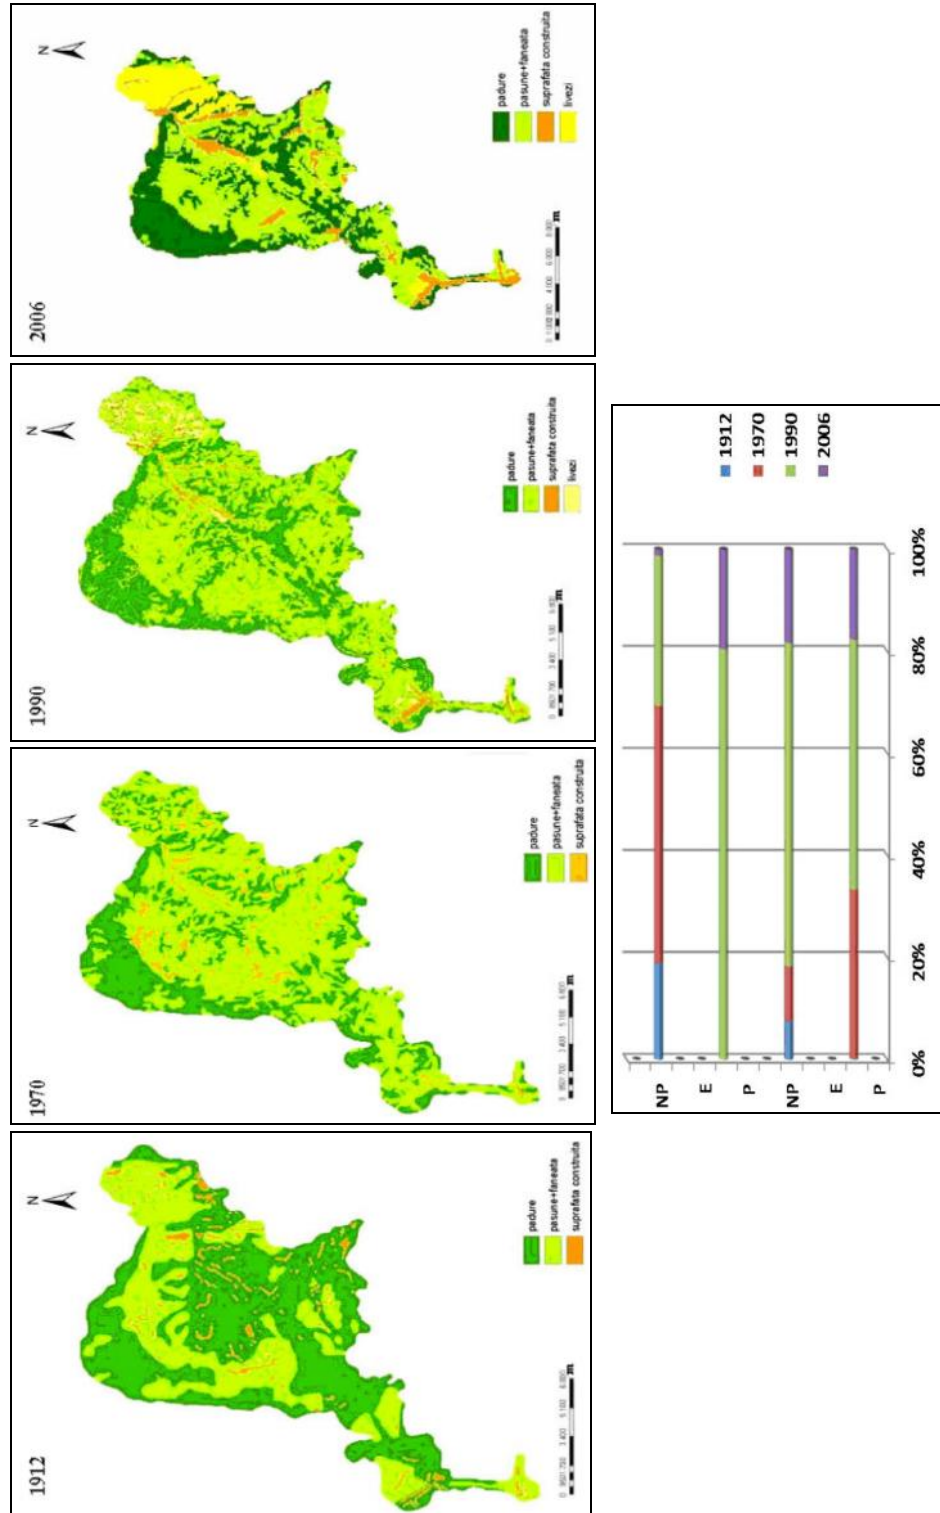 2006
N
padure
pasune+faneata
suprafata construita
livezi
m
1990
N
padure
pasune+faneata
suprafata construita
livezi
m
1970
N
padure
pasune+faneata
suprafata construita
m
1912
N
padure
pasune+faneata
suprafata construita
m
NP
E
P
NP
E
P
0%
20%
40%
60%
80%
100%
1912
1970
1990
2006